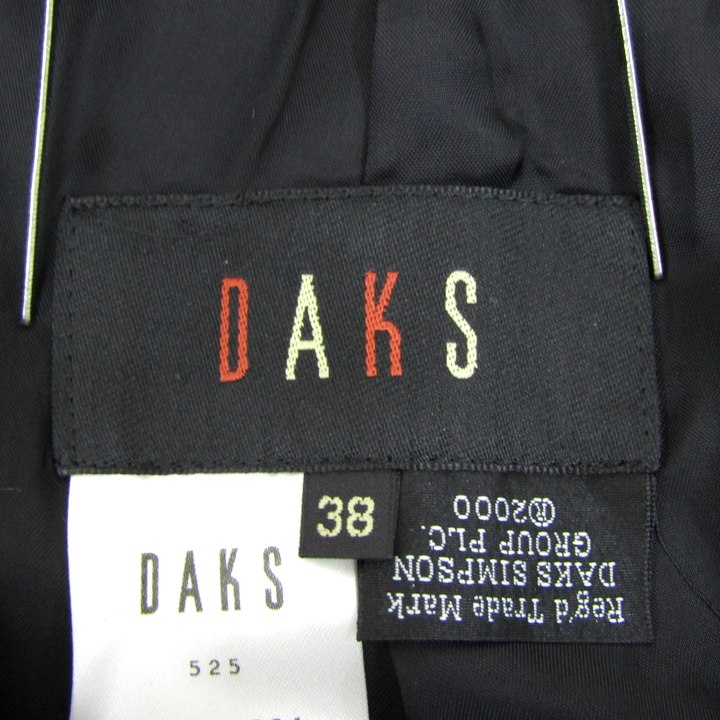 DAKS
38
DAKS
525
Reg'd Trade Mark
DAKS SIMPSON
GROUP PLC.
®2000